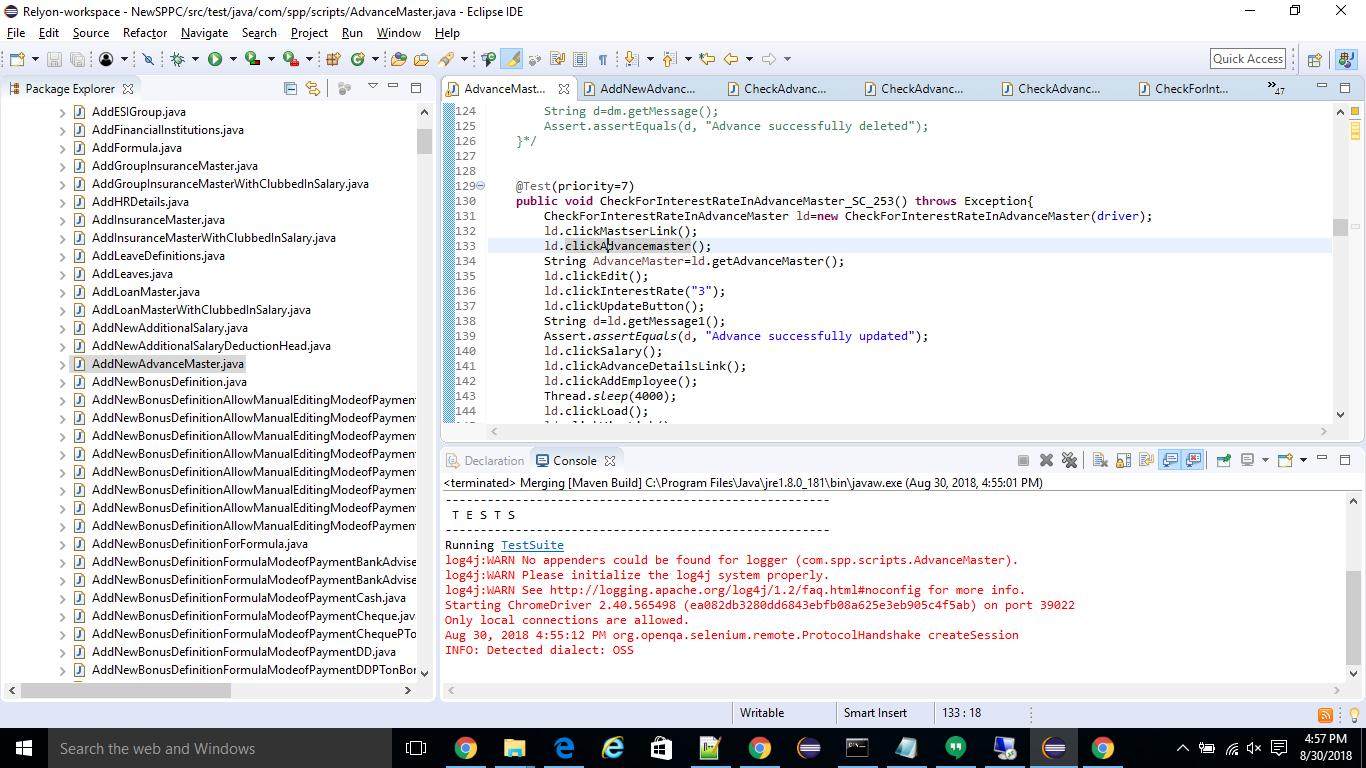 Relyon-workspace - NewSPPC/src/test/java/com/spp/scripts/AdvanceMaster.java - Eclipse IDE
File Edit Source Refactor Navigate Search Project Run Window Help
Quick Access
Package Explorer
AddESIGroup.java
AddFinancialInstitutions.java
AddFormula.java
AddGroupInsuranceMaster.java
AddGroupInsuranceMasterWithClubbedInSalary.java
AddHRDetails.java
AddInsuranceMaster.java
AddInsuranceMasterWithClubbedInSalary.java
AddLeaveDefinitions.java
AddLeaves.java
AddLoanMaster.java
AddLoanMasterWithClubbedInSalary.java
AddNewAdditionalSalary.java
AddNewAdditionalSalaryDeductionHead.java
AddNewAdvanceMaster.java
AddNewBonusDefinition.java
AddNewBonusDefinitionAllowManualEditingModeofPayment
AddNewBonusDefinitionAllowManualEditingModeofPayment
AddNewBonusDefinitionAllowManualEditingModeofPayment
AddNewBonusDefinitionAllowManualEditingModeofPayment
AddNewBonusDefinitionAllowManualEditingModeofPayment
AddNewBonusDefinitionAllowManualEditingModeofPayment
AddNewBonusDefinitionAllowManualEditingModeofPayment
AddNewBonusDefinitionAllowManualEditingModeofPayment
AddNewBonusDefinitionForFormula.java
AddNewBonusDefinitionFormulaModeofPaymentBankAdvise
AddNewBonusDefinitionFormulaModeofPaymentBankAdvise
AddNewBonusDefinitionFormulaModeofPaymentCash.java
AddNewBonusDefinitionFormulaModeofPaymentCheque.java
AddNewBonusDefinitionFormulaModeofPaymentChequePTo
AddNewBonusDefinitionFormulaModeofPaymentDD.java
AddNewBonusDefinitionFormulaModeofPaymentDDPTonBor
AdvanceMast... AddNewAdvanc... CheckAdvanc... CheckAdvanc... CheckAdvanc... CheckForInt... 47
124 String d=dm.getMessage();
125 Assert.assertEquals(d, "Advance successfully deleted");
126 }*/
127
128
129 @Test(priority=7)
130 public void CheckForInterestRateInAdvanceMaster_SC_253() throws Exception{
131 CheckForInterestRateInAdvanceMaster ld=new CheckForInterestRateInAdvanceMaster(driver);
132 ld.clickMastserLink();
133 ld.clickAdvancemaster();
134 String AdvanceMaster=ld.getAdvanceMaster();
135 ld.clickEdit();
136 ld.clickInterestRate("3");
137 ld.clickUpdateButton();
138 String d=ld.getMessage1();
139 Assert.assertEquals(d, "Advance successfully updated");
140 ld.clickSalary();
141 ld.clickAdvanceDetailsLink();
142 ld.clickAddEmployee();
143 Thread.sleep(4000);
144 ld.clickLoad();
Declaration Console
<terminated> Merging [Maven Build] C:\Program Files\Java\jre1.8.0_181\bin\javaw.exe (Aug 30, 2018, 4:55:01 PM)
-------------------------------------------------------
T E S T S
-------------------------------------------------------
Running TestSuite
log4j:WARN No appenders could be found for logger (com.spp.scripts.AdvanceMaster).
log4j:WARN Please initialize the log4j system properly.
log4j:WARN See http://logging.apache.org/log4j/1.2/faq.html#noconfig for more info.
Starting ChromeDriver 2.40.565498 (ea082db3280dd6843ebfb08a625e3eb905c4f5ab) on port 39022
Only local connections are allowed.
Aug 30, 2018 4:55:12 PM org.openqa.selenium.remote.ProtocolHandshake createSession
INFO: Detected dialect: OSS
Writable Smart Insert 133 : 18
Search the web and Windows
4:57 PM
8/30/2018